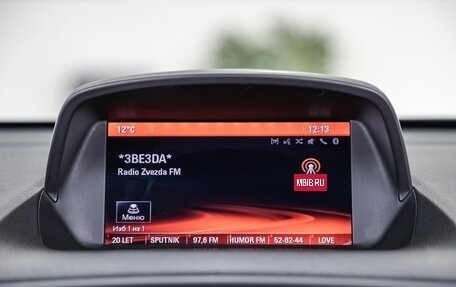 12°C 12:13
*3BE3DA*
Radio Zvezda FM
MBIB.RU
Меню
Изб 1 из 1
20 LET SPUTNIK 97,6 FM HUMOR FM 52-82-44 LOVE